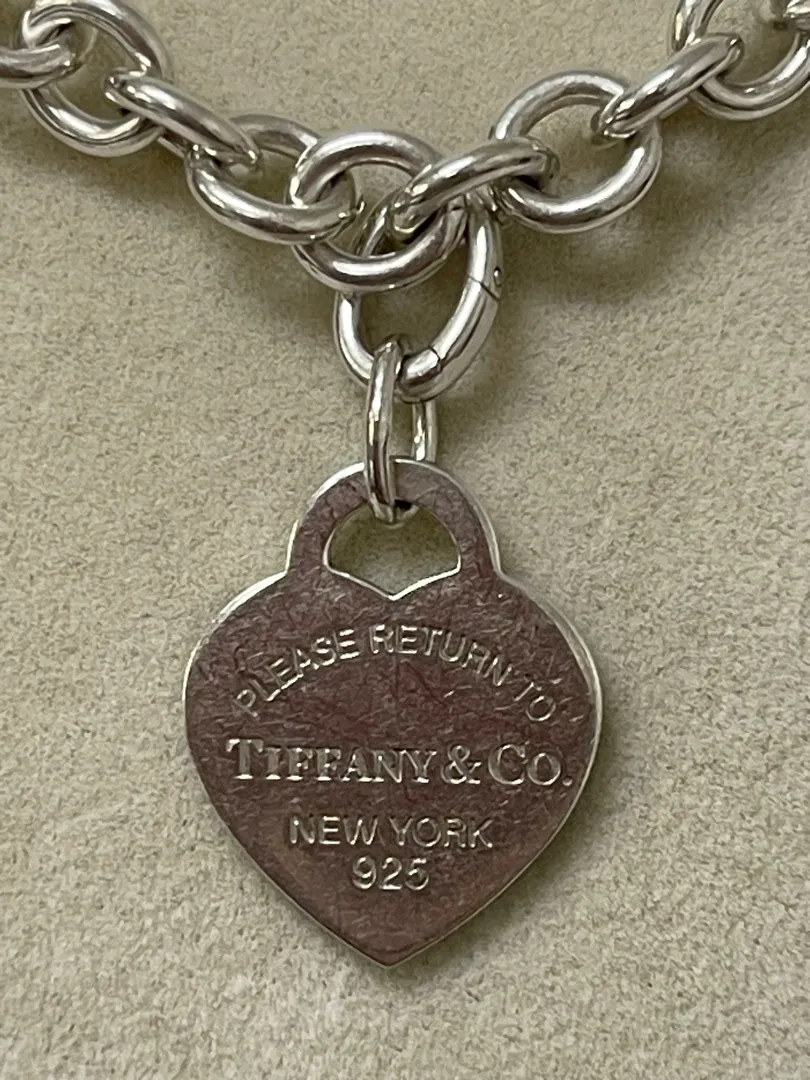 PLEASE RETURN TO
TIFFANY & CO.
NEW YORK
925